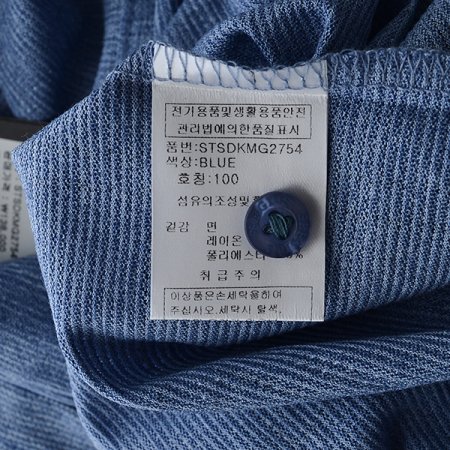 전기용품및생활용품안전
관리법에의한품질표시
품번:STSDKMG2754
색상:BLUE
호칭:100
섬유의조성및
겉감 면
레이온
폴리에스터
취급주의
이상품은손세탁을하여
주십시오.세탁시 탈색.